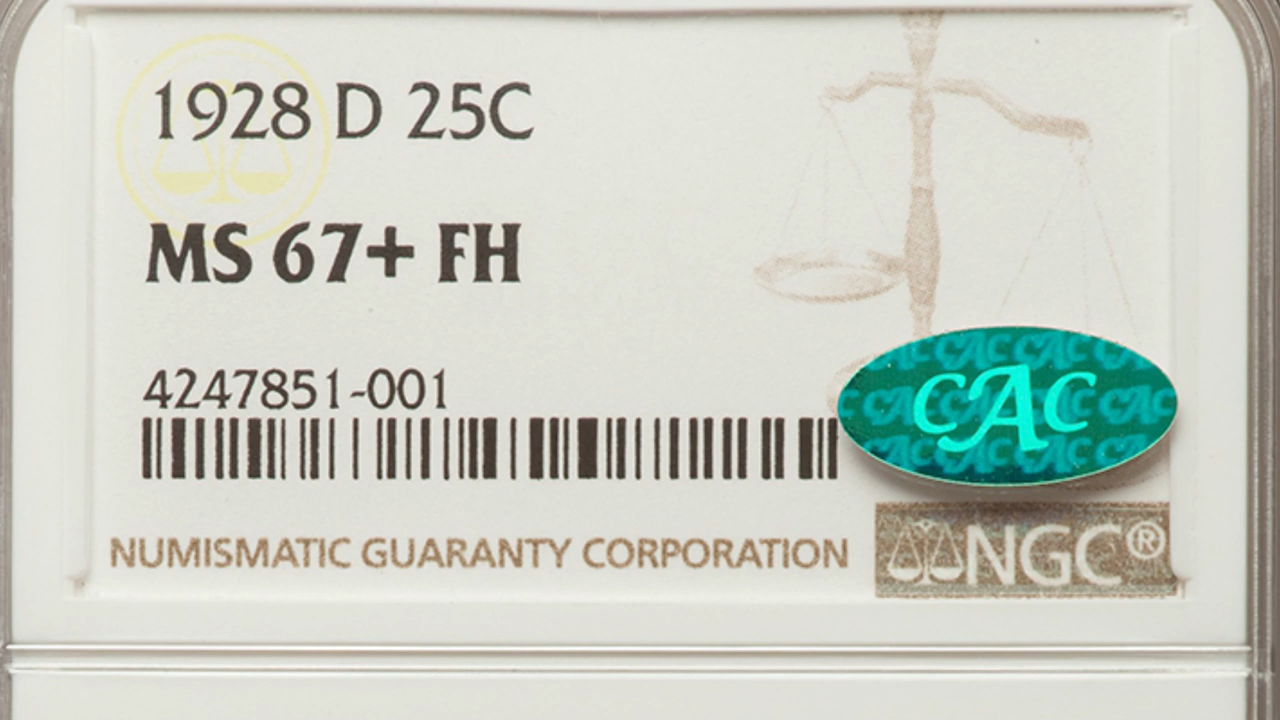 1928 D 25C
MS 67+ FH
4247851-001
CAC
NUMISMATIC GUARANTY CORPORATION
NGC®